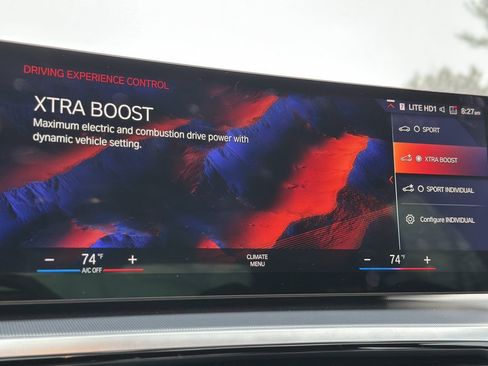 DRIVING EXPERIENCE CONTROL
LITE HD1 8:27am
XTRA BOOST
Maximum electric and combustion drive power with
dynamic vehicle setting.
SPORT
XTRA BOOST
SPORT INDIVIDUAL
Configure INDIVIDUAL
− 74°F +
A/C OFF
CLIMATE
MENU
− 74°F +